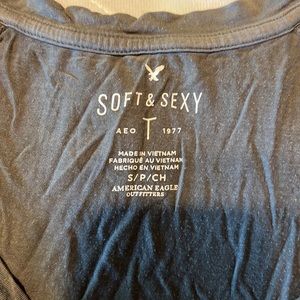 SOFT & SEXY
AEO T 1977
MADE IN VIETNAM
FABRIQUÉ AU VIETNAM
HECHO EN VIETNAM
S/P/CH
AMERICAN EAGLE
OUTFITTERS